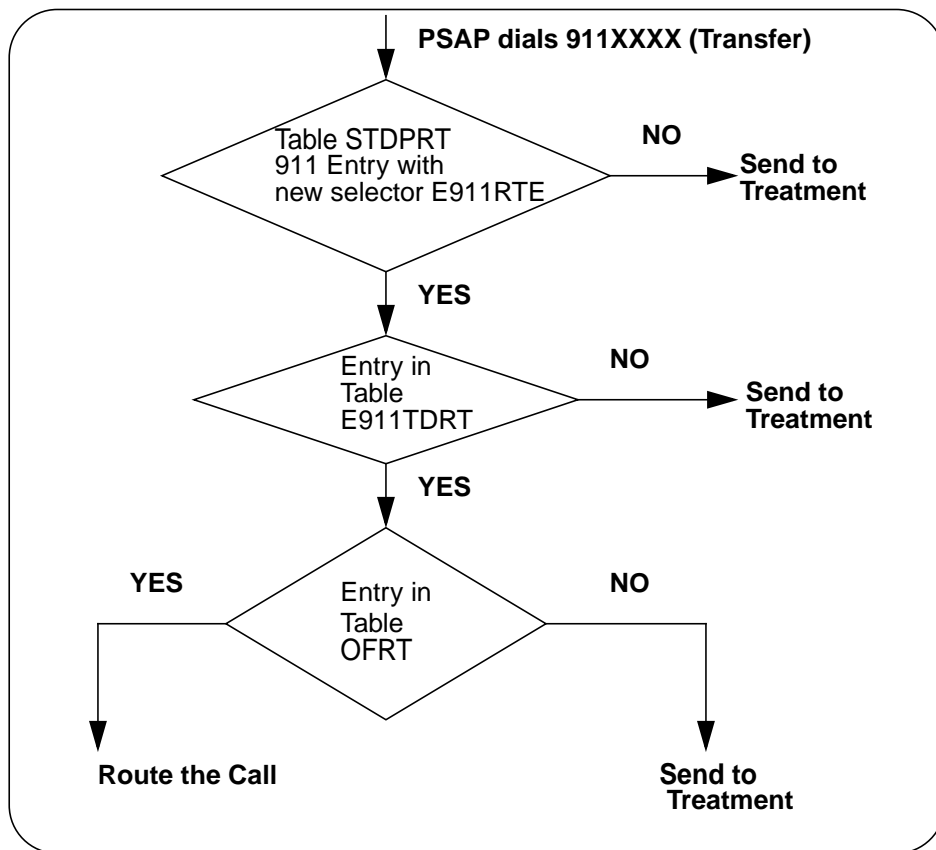 PSAP dials 911XXXX (Transfer)
Table STDPRT
911 Entry with
new selector E911RTE
NO
Send to
Treatment
YES
Entry in
Table
E911TDRT
NO
Send to
Treatment
YES
Entry in
Table
OFRT
YES
NO
Route the Call
Send to
Treatment